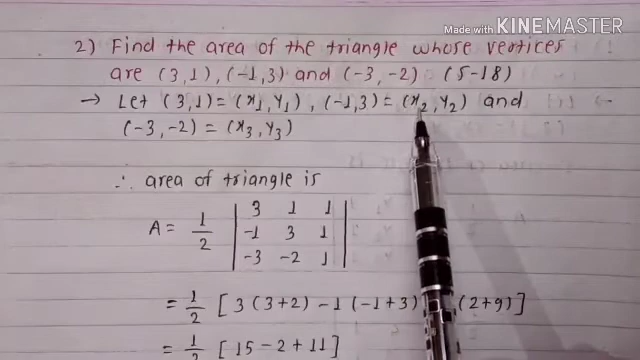 Made with KINEMASTER
2) Find the area of the triangle whose vertices
are (3,1), (-1,3) and (-3,-2) = (5-18)
→ Let (3,1) = (x1,y1), (-1,3) = (x2,y2) and
(-3,-2) = (x3,y3)
∴ area of triangle is
A = 1/2 | 3 1 1 |
| -1 3 1 |
| -3 -2 1 |
= 1/2 [ 3(3+2) -1(-1+3) (2+9)]
= 1/2 [15-2+11]